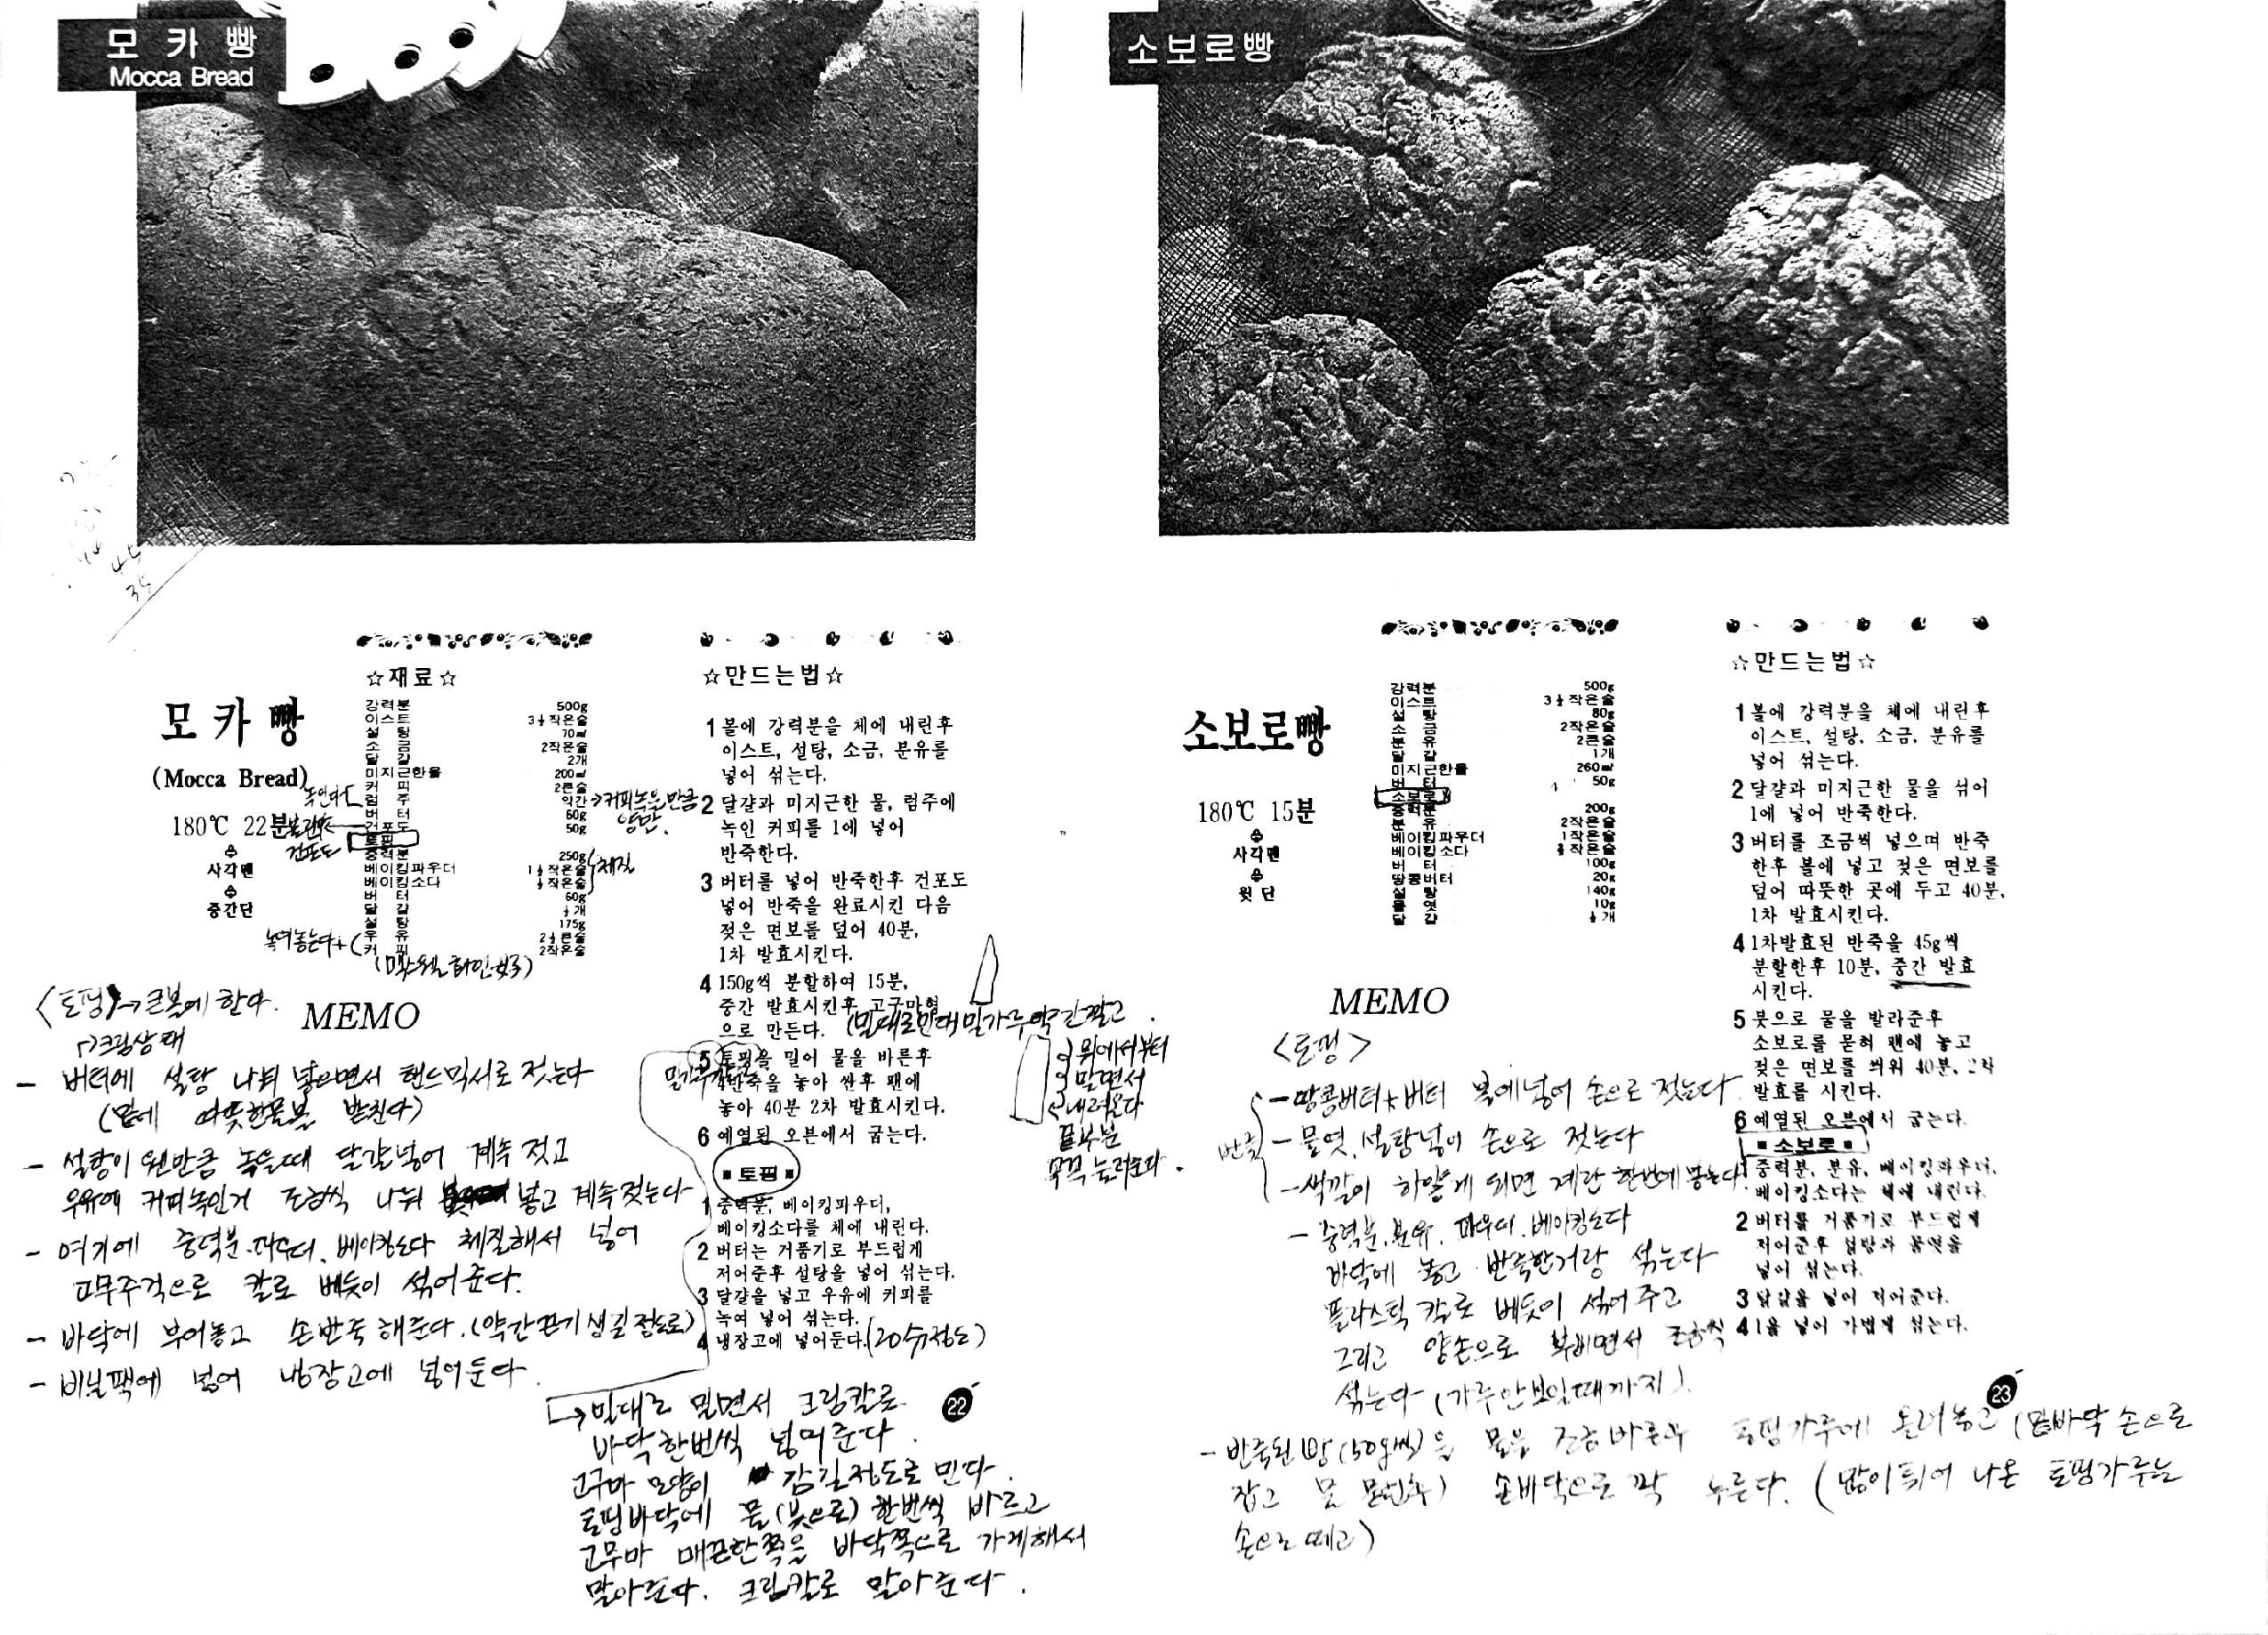 모 카 빵
Mocca Bread
☆재료☆
모 카 빵
(Mocca Bread)
180℃ 22분
사각팬
중간단
강력분 500g
이스트 3½작은술
설 탕 70㎖
소 금 2작은술
달 걀 2개
미지근한물 200㎖
커 피 2큰술
럼 주 약간
버 터 60g
건포도 50g
토핑
중력분 250g
베이킹파우더 1½작은술
베이킹소다 ½작은술
버 터 60g
달 걀 ½개
설 탕 175g
우 유 2½큰술
커 피 2작은술
녹인다
→커피녹을만큼
양만.
건포도
체질
녹여놓는다+
☆만드는법☆
1 볼에 강력분을 체에 내린후
이스트, 설탕, 소금, 분유를
넣어 섞는다.
2 달걀과 미지근한 물, 럼주에
녹인 커피를 1에 넣어
반죽한다.
3 버터를 넣어 반죽한후 건포도
넣어 반죽을 완료시킨 다음
젖은 면보를 덮어 40분,
1차 발효시킨다.
4 150g씩 분할하여 15분,
중간 발효시킨후 고구마형
으로 만든다.
5 토핑을 밀어 물을 바른후
반죽을 놓아 싼후 팬에
놓아 40분 2차 발효시킨다.
6 예열된 오븐에서 굽는다.
▪토핑▪
1 중력분, 베이킹파우더,
베이킹소다를 체에 내린다.
2 버터는 거품기로 부드럽게
저어준후 설탕을 넣어 섞는다.
3 달걀을 넣고 우유에 커피를
녹여 넣어 섞는다.
4 냉장고에 넣어둔다.
위에서부터
밀면서
내려온다
끝부분
꾹꾹 눌러준다.
MEMO
<토핑>→큰볼에 한다.
→크림상태
- 버터에 설탕 나눠 넣으면서 핸드믹서로 젓는다
(밑에 따뜻한물볼 받친다)
- 설탕이 웬만큼 녹을때 달걀넣어 계속 젓고
우유에 커피녹인거 조금씩 나눠 넣고 계속젓는다
- 여기에 중력분.파우더.베이킹소다 체질해서 넣어
고무주걱으로 칼로 베듯이 섞어준다.
- 바닥에 부어놓고 손반죽 해준다.(약간끈기생길정도로)
- 비닐팩에 넣어 냉장고에 넣어둔다.
→밀대로 밀면서 크림칼로
바닥한번씩 넘겨준다.
고구마 모양이 감길정도로 민다.
토핑바닥에 물(붓으로) 한번씩 바르고
고구마 매끈한쪽을 바닥쪽으로 가게해서
말아준다. 크림칼로 말아준다.
22
소보로빵
소보로빵
180℃ 15분
사각팬
윗단
강력분 500g
이스트 3½작은술
설 탕 80g
소 금 2작은술
분 유 2큰술
달 걀 1개
미지근한물 260㎖
버 터 50g
소보로
중력분 200g
분 유 2작은술
베이킹파우더 1작은술
베이킹소다 작은술
버 터 100g
땅콩버터 20g
설 탕 140g
물 엿 10g
달 걀 ½개
☆만드는법☆
1 볼에 강력분을 체에 내린후
이스트, 설탕, 소금, 분유를
넣어 섞는다.
2 달걀과 미지근한 물을 섞어
1에 넣어 반죽한다.
3 버터를 조금씩 넣으며 반죽
한후 볼에 넣고 젖은 면보를
덮어 따뜻한 곳에 두고 40분,
1차 발효시킨다.
4 1차발효된 반죽을 45g씩
분할한후 10분, 중간 발효
시킨다.
5 붓으로 물을 발라준후
소보로를 묻혀 팬에 놓고
젖은 면보를 씌워 40분, 2차
발효를 시킨다.
6 예열된 오븐에서 굽는다.
▪소보로▪
1 중력분, 분유, 베이킹파우더,
베이킹소다는 체에 내린다.
2 버터를 거품기로 부드럽게
저어준후 설탕과 물엿을
넣어 섞는다.
3 달걀을 넣어 저어준다.
4 1을 넣어 가볍게 섞는다.
MEMO
<토핑>
- 땅콩버터+버터 볼에넣어 손으로 젓는다
- 물엿.설탕넣어 손으로 젓는다
- 색깔이 하얗게 되면 계란 한번에 넣는다
- 중력분.분유.파우더.베이킹소다
바닥에 놓고 반죽한거랑 섞는다
플라스틱 칼로 베듯이 섞어주고
그리고 양손으로 부비면서 조금씩
섞는다 (가루안보일때까지).
- 반죽된 빵(50g씩)을 물을 조금바른후 토핑가루에 올려놓고 (밑바닥 손으로
잡고 물 묻힌후) 손바닥으로 꽉 누른다. (많이 튀어 나온 토핑가루는
손으로 떼고)
23